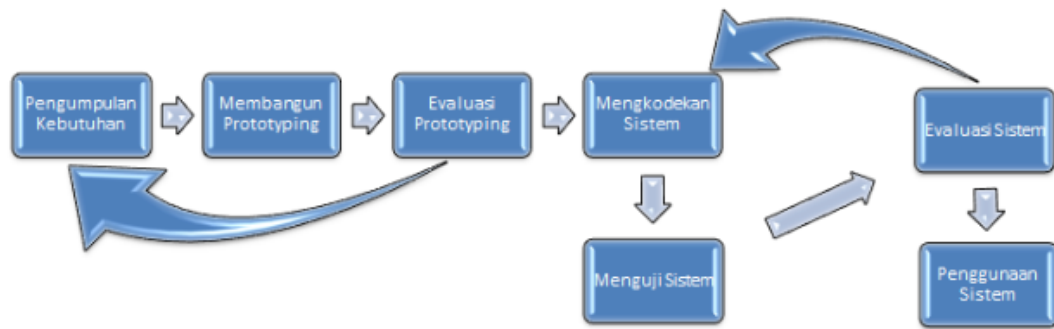 Pengumpulan
Kebutuhan
Membangun
Prototyping
Evaluasi
Prototyping
Mengkodekan
Sistem
Menguji Sistem
Evaluasi Sistem
Penggunaan
Sistem